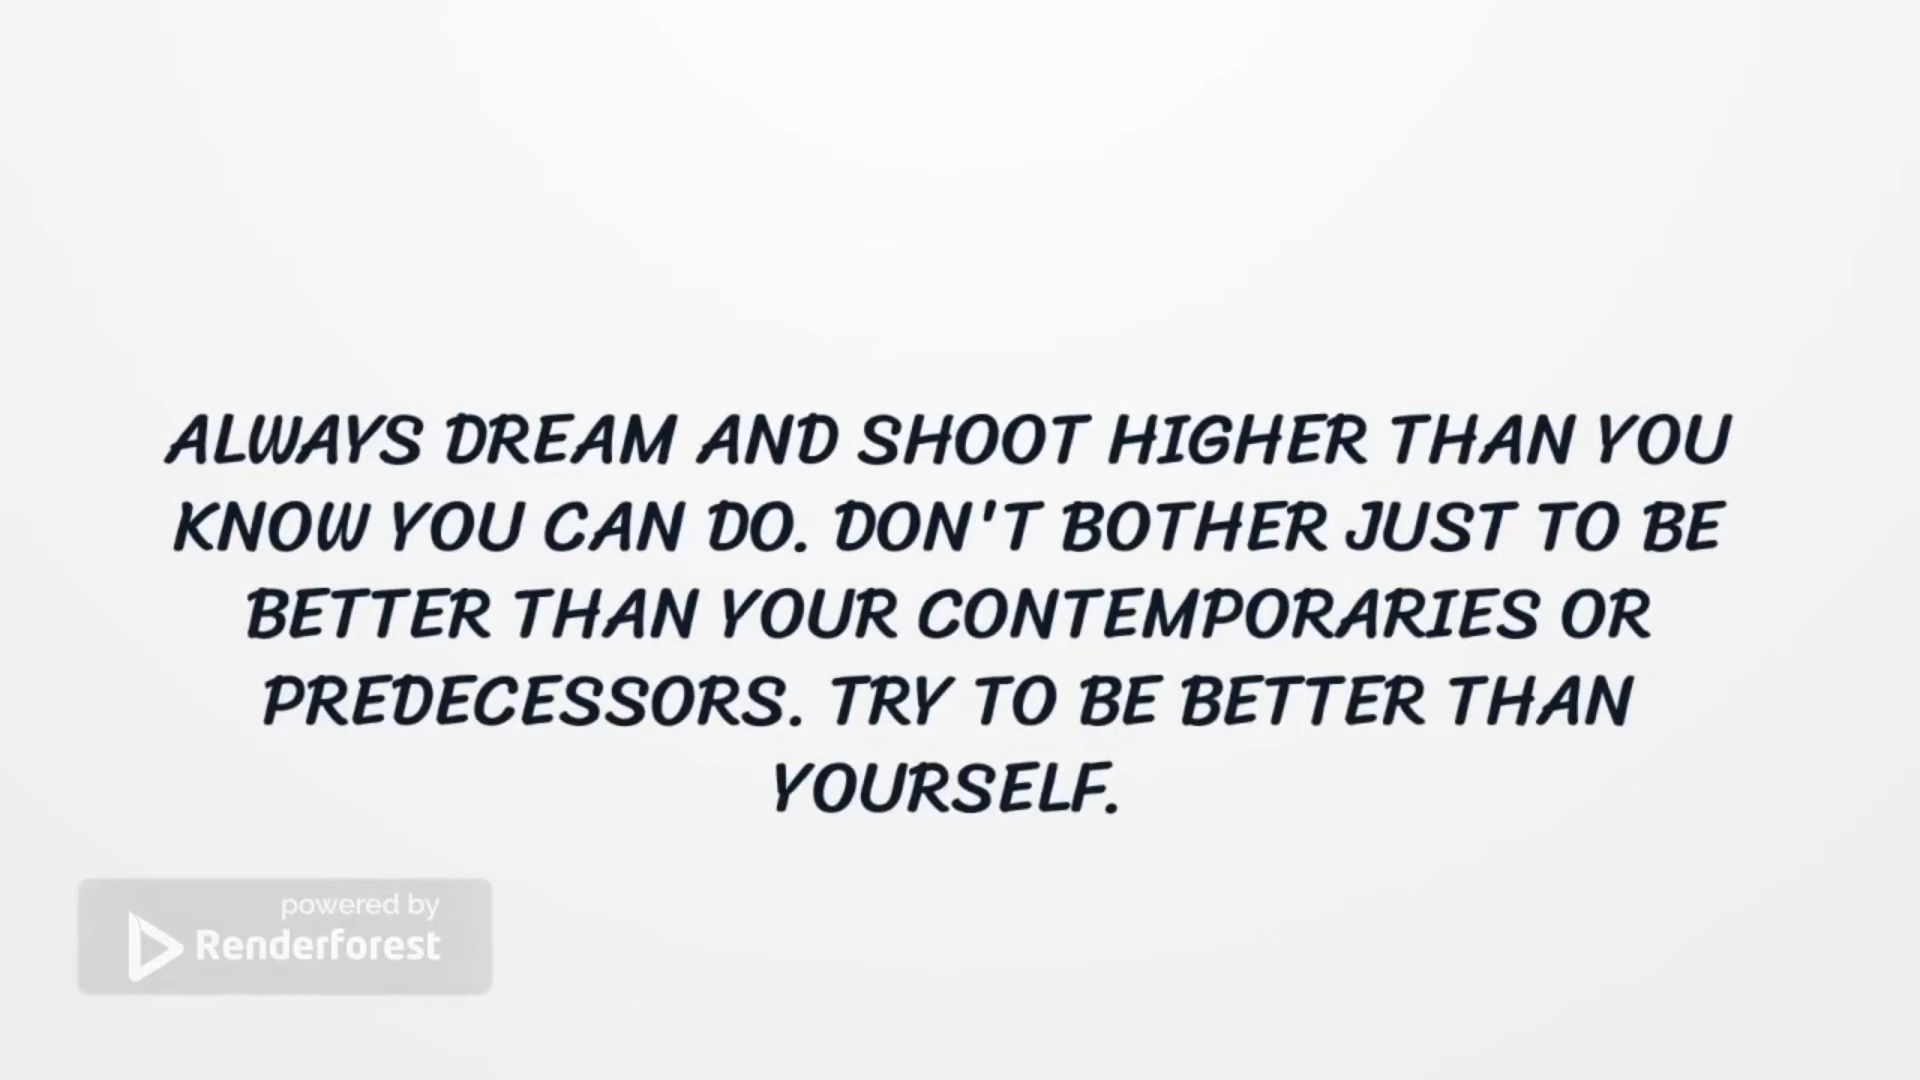 ALWAYS DREAM AND SHOOT HIGHER THAN YOU
KNOW YOU CAN DO. DON'T BOTHER JUST TO BE
BETTER THAN YOUR CONTEMPORARIES OR
PREDECESSORS. TRY TO BE BETTER THAN
YOURSELF.
powered by
Renderforest